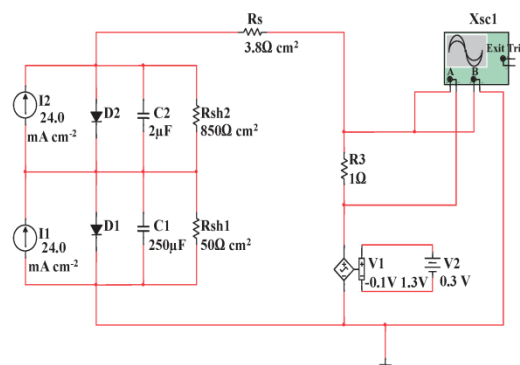 Xsc1
Exit Tri
A
B
Rs
3.8Ω cm²
I2
24.0
mA cm⁻²
D2
C2
2µF
Rsh2
850Ω cm²
R3
1Ω
I1
24.0
mA cm⁻²
D1
C1
250µF
Rsh1
50Ω cm²
V1
-0.1V 1.3V
V2
0.3 V